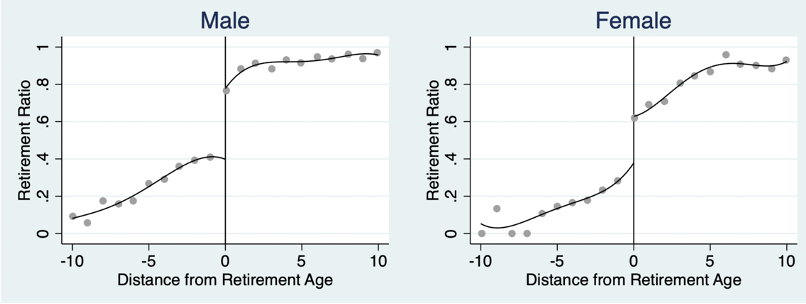 Male
Retirement Ratio
1
.8
.6
.4
.2
0
-10 -5 0 5 10
Distance from Retirement Age
Female
Retirement Ratio
1
.8
.6
.4
.2
0
-10 -5 0 5 10
Distance from Retirement Age